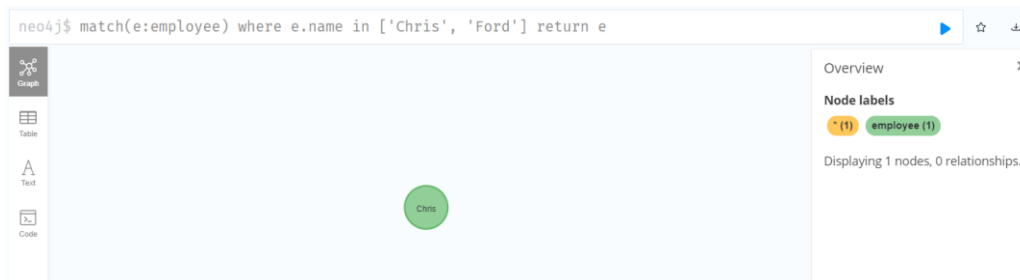 neo4j$ match(e:employee) where e.name in ['Chris', 'Ford'] return e
Graph
Table
Text
Code
Chris
Overview
Node labels
* (1) employee (1)
Displaying 1 nodes, 0 relationships.